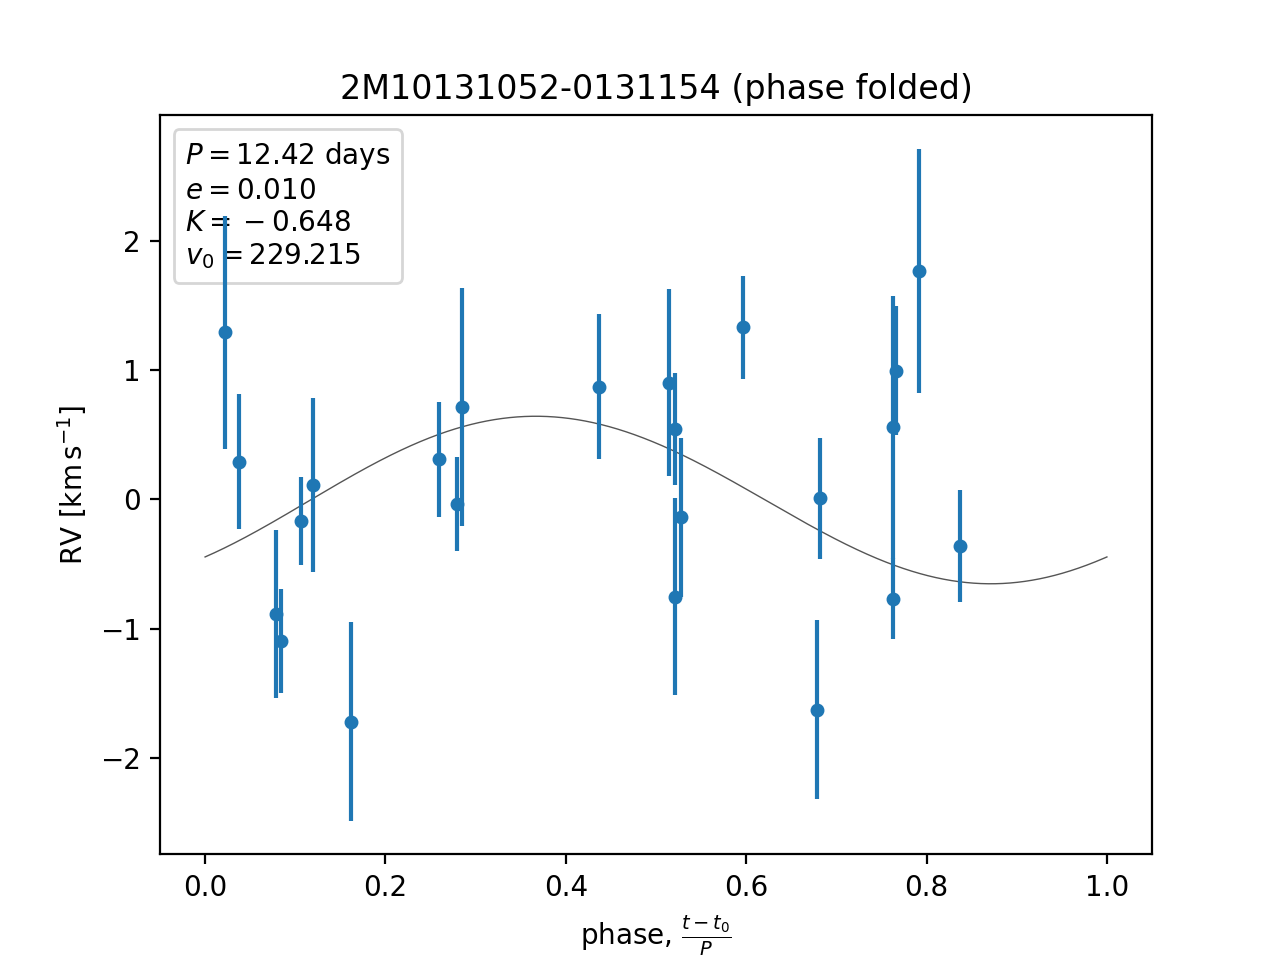 2M10131052-0131154 (phase folded)
P = 12.42 days
e = 0.010
K = −0.648
v₀ = 229.215
2
1
0
−1
−2
RV [km s⁻¹]
0.0 0.2 0.4 0.6 0.8 1.0
phase, (t − t₀)/P